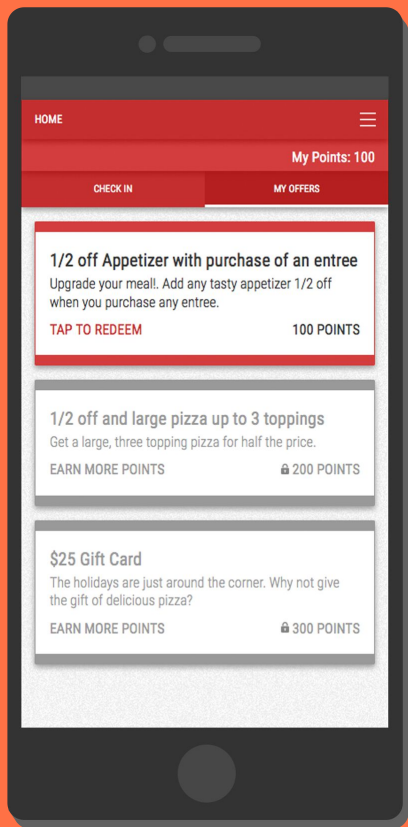 HOME
My Points: 100
CHECK IN
MY OFFERS
1/2 off Appetizer with purchase of an entree
Upgrade your meal!. Add any tasty appetizer 1/2 off
when you purchase any entree.
TAP TO REDEEM
100 POINTS
1/2 off and large pizza up to 3 toppings
Get a large, three topping pizza for half the price.
EARN MORE POINTS
200 POINTS
$25 Gift Card
The holidays are just around the corner. Why not give
the gift of delicious pizza?
EARN MORE POINTS
300 POINTS